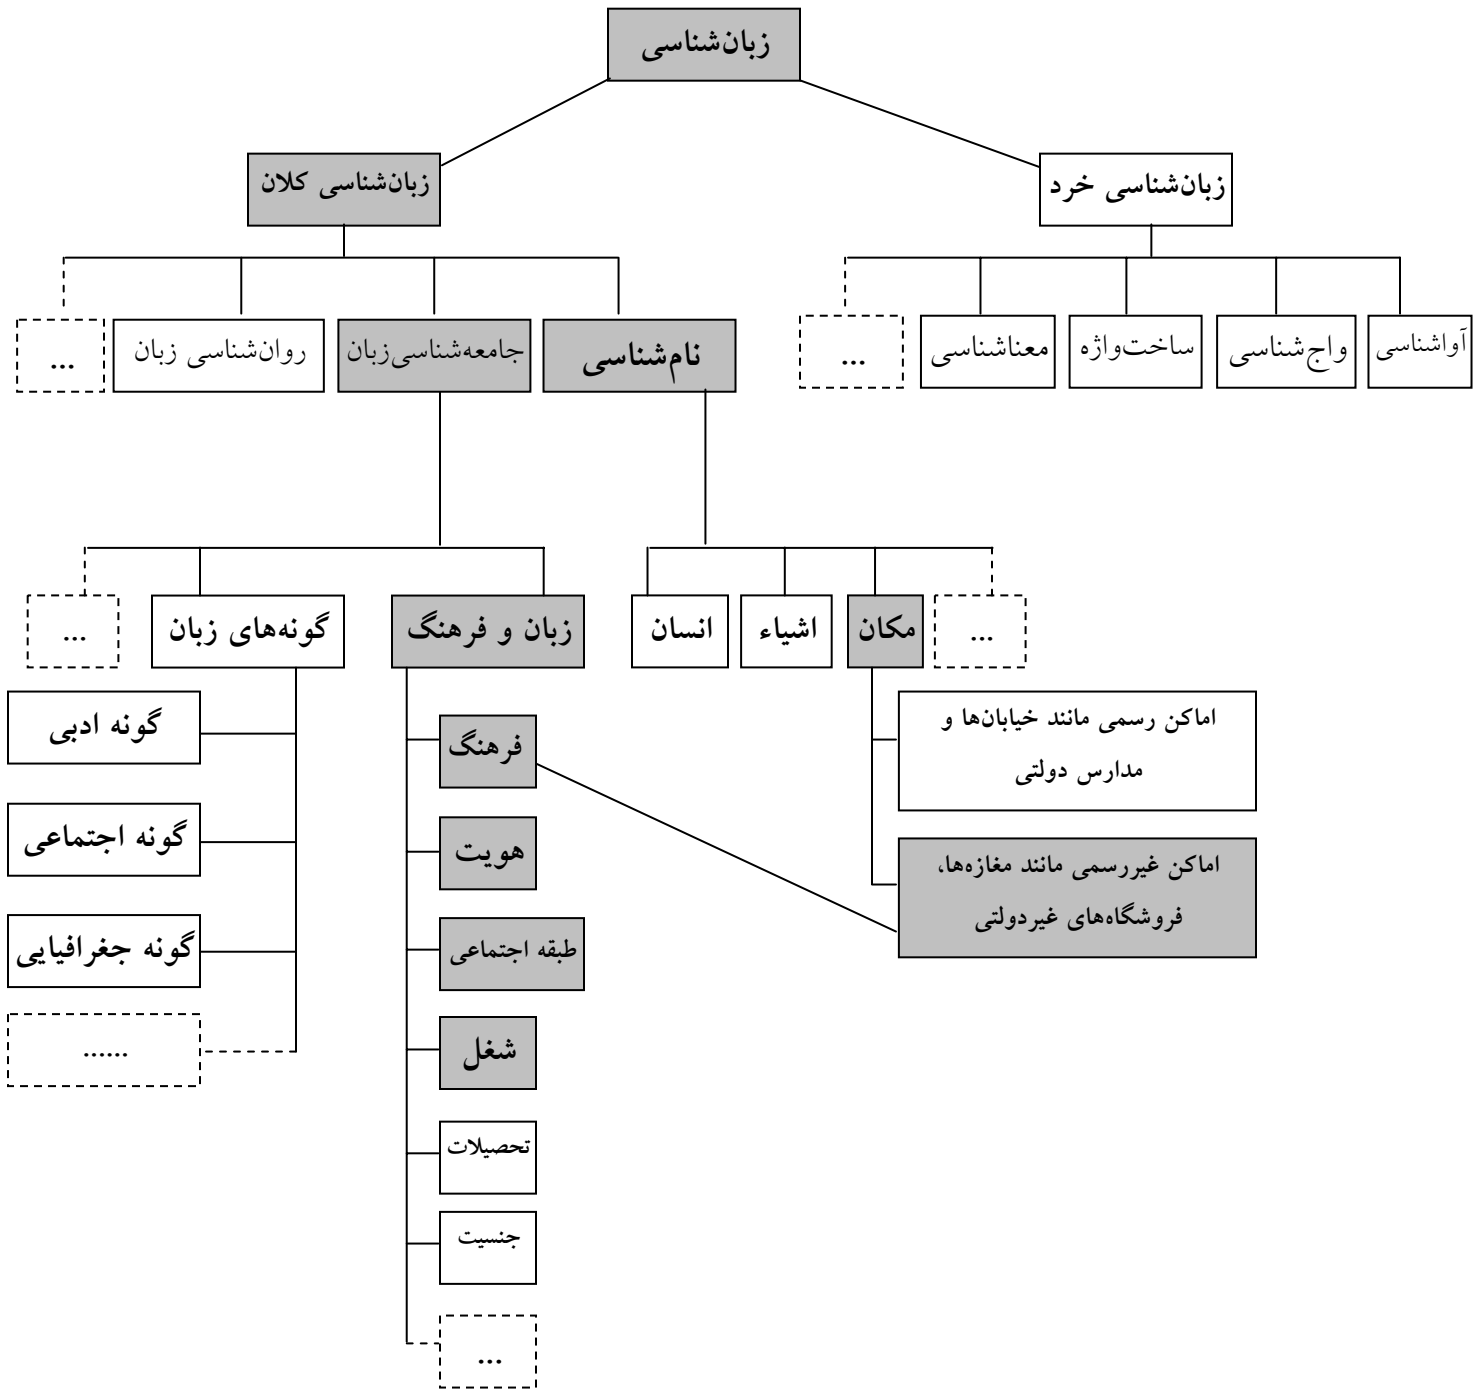 زبان‌شناسی
زبان‌شناسی خرد
زبان‌شناسی کلان
آواشناسی
واج‌شناسی
ساخت‌واژه
معناشناسی
...
نام‌شناسی
جامعه‌شناسی‌زبان
روان‌شناسی زبان
...
...
مکان
اشیاء
انسان
زبان و فرهنگ
گونه‌های زبان
...
اماکن رسمی مانند خیابان‌ها و
مدارس دولتی
اماکن غیررسمی مانند مغازه‌ها،
فروشگاه‌های غیردولتی
فرهنگ
هویت
طبقه اجتماعی
شغل
تحصیلات
جنسیت
...
گونه ادبی
گونه اجتماعی
گونه جغرافیایی
......